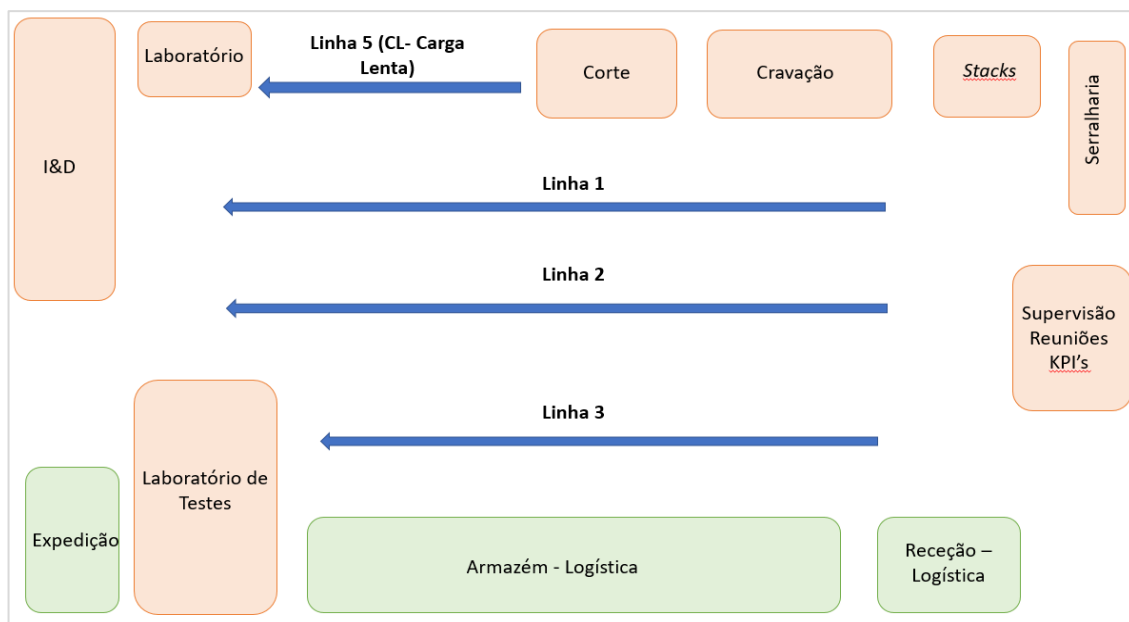 Laboratório
Linha 5 (CL- Carga
Lenta)
Corte
Cravação
Stacks
Serralharia
I&D
Linha 1
Linha 2
Supervisão
Reuniões
KPI’s
Linha 3
Laboratório de
Testes
Expedição
Armazém - Logística
Receção –
Logística